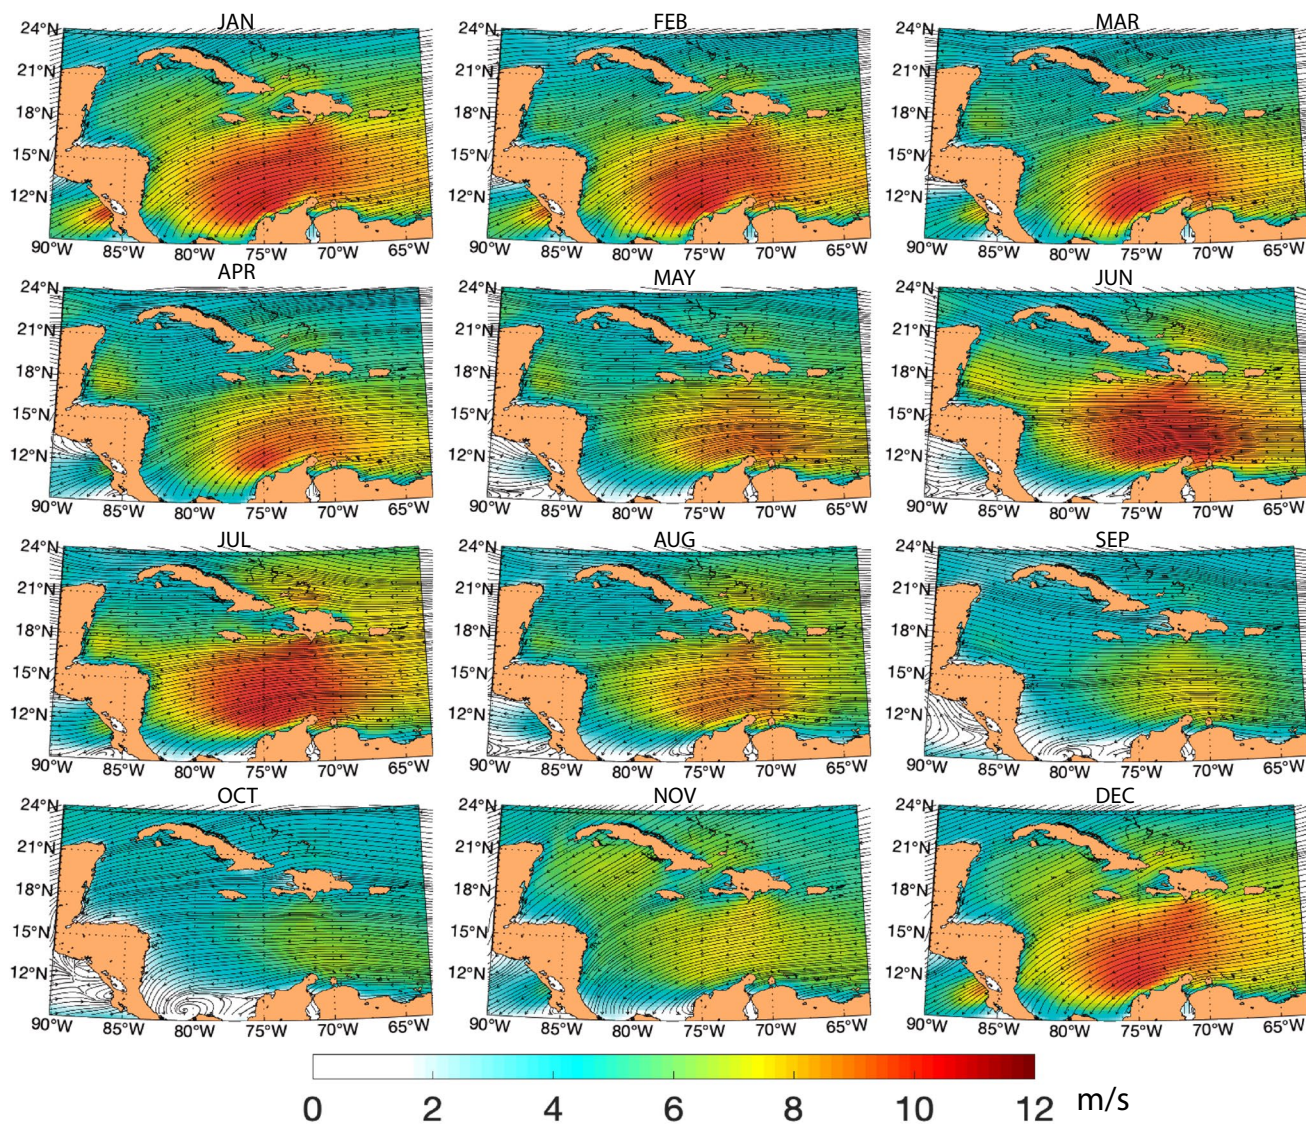 JAN FEB MAR
24°N 24°N 24°N
21°N 21°N 21°N
18°N 18°N 18°N
15°N 15°N 15°N
12°N 12°N 12°N
90°W 85°W 80°W 75°W 70°W 65°W 90°W 85°W 80°W 75°W 70°W 65°W 90°W 85°W 80°W 75°W 70°W 65°W
APR MAY JUN
24°N 24°N 24°N
21°N 21°N 21°N
18°N 18°N 18°N
15°N 15°N 15°N
12°N 12°N 12°N
90°W 85°W 80°W 75°W 70°W 65°W 90°W 85°W 80°W 75°W 70°W 65°W 90°W 85°W 80°W 75°W 70°W 65°W
JUL AUG SEP
24°N 24°N 24°N
21°N 21°N 21°N
18°N 18°N 18°N
15°N 15°N 15°N
12°N 12°N 12°N
90°W 85°W 80°W 75°W 70°W 65°W 90°W 85°W 80°W 75°W 70°W 65°W 90°W 85°W 80°W 75°W 70°W 65°W
OCT NOV DEC
24°N 24°N 24°N
21°N 21°N 21°N
18°N 18°N 18°N
15°N 15°N 15°N
12°N 12°N 12°N
90°W 85°W 80°W 75°W 70°W 65°W 90°W 85°W 80°W 75°W 70°W 65°W 90°W 85°W 80°W 75°W 70°W 65°W
0 2 4 6 8 10 12 m/s